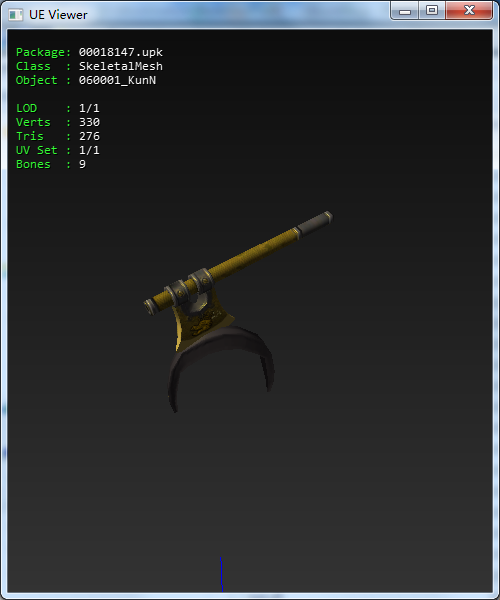 UE Viewer
Package: 00018147.upk
Class  : SkeletalMesh
Object : 060001_KunN
LOD    : 1/1
Verts  : 330
Tris   : 276
UV Set : 1/1
Bones  : 9